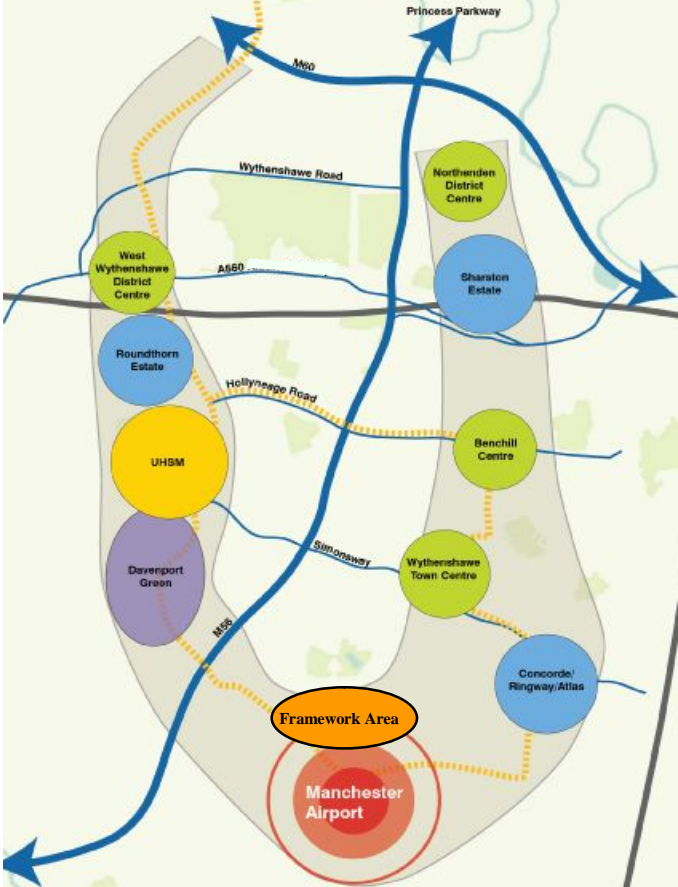 Princess Parkway
M60
Wythenshawe Road
Northenden
District
Centre
West
Wythenshawe
District
Centre
A560
Sharston
Estate
Roundthorn
Estate
Hollyneage Road
Benchill
Centre
UHSM
Simonsway
Wythenshawe
Town Centre
Davenport
Green
M56
Concorde/
Ringway/Atlas
Framework Area
Manchester
Airport